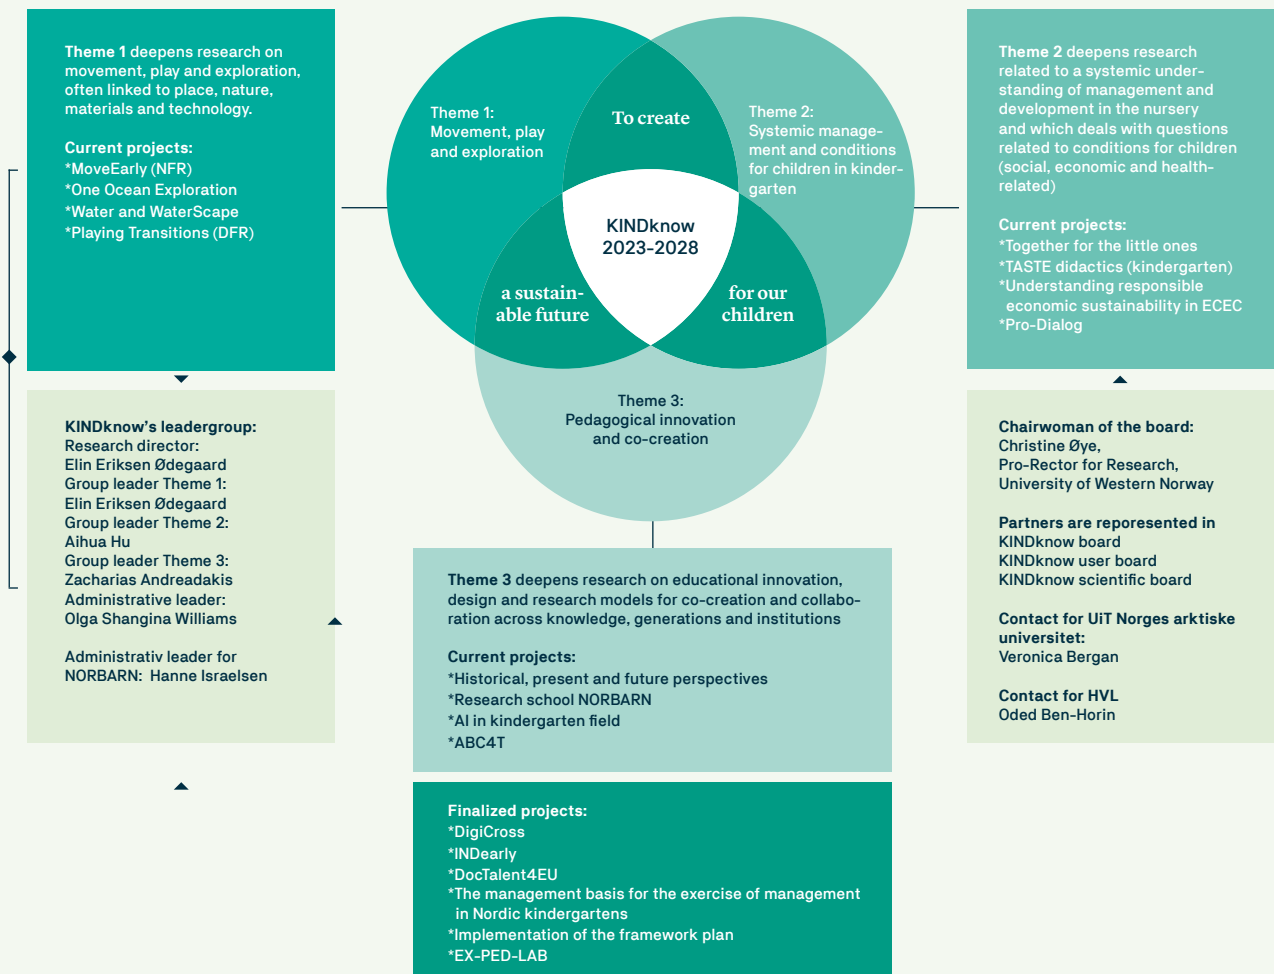 Theme 1 deepens research on
movement, play and exploration,
often linked to place, nature,
materials and technology.
Current projects:
*MoveEarly (NFR)
*One Ocean Exploration
*Water and WaterScape
*Playing Transitions (DFR)
Theme 1:
Movement, play
and exploration
To create
Theme 2:
Systemic manage-
ment and conditions
for children in kinder-
garten
KINDknow
2023-2028
a sustain-
able future
for our
children
Theme 3:
Pedagogical innovation
and co-creation
Theme 2 deepens research
related to a systemic under-
standing of management and
development in the nursery
and which deals with questions
related to conditions for children
(social, economic and health-
related)
Current projects:
*Together for the little ones
*TASTE didactics (kindergarten)
*Understanding responsible
economic sustainability in ECEC
*Pro-Dialog
KINDknow's leadergroup:
Research director:
Elin Eriksen Ødegaard
Group leader Theme 1:
Elin Eriksen Ødegaard
Group leader Theme 2:
Aihua Hu
Group leader Theme 3:
Zacharias Andreadakis
Administrative leader:
Olga Shangina Williams
Administrativ leader for
NORBARN: Hanne Israelsen
Theme 3 deepens research on educational innovation,
design and research models for co-creation and collabo-
ration across knowledge, generations and institutions
Current projects:
*Historical, present and future perspectives
*Research school NORBARN
*AI in kindergarten field
*ABC4T
Finalized projects:
*DigiCross
*INDearly
*DocTalent4EU
*The management basis for the exercise of management
in Nordic kindergartens
*Implementation of the framework plan
*EX-PED-LAB
Chairwoman of the board:
Christine Øye,
Pro-Rector for Research,
University of Western Norway
Partners are reporesented in
KINDknow board
KINDknow user board
KINDknow scientific board
Contact for UiT Norges arktiske
universitet:
Veronica Bergan
Contact for HVL
Oded Ben-Horin